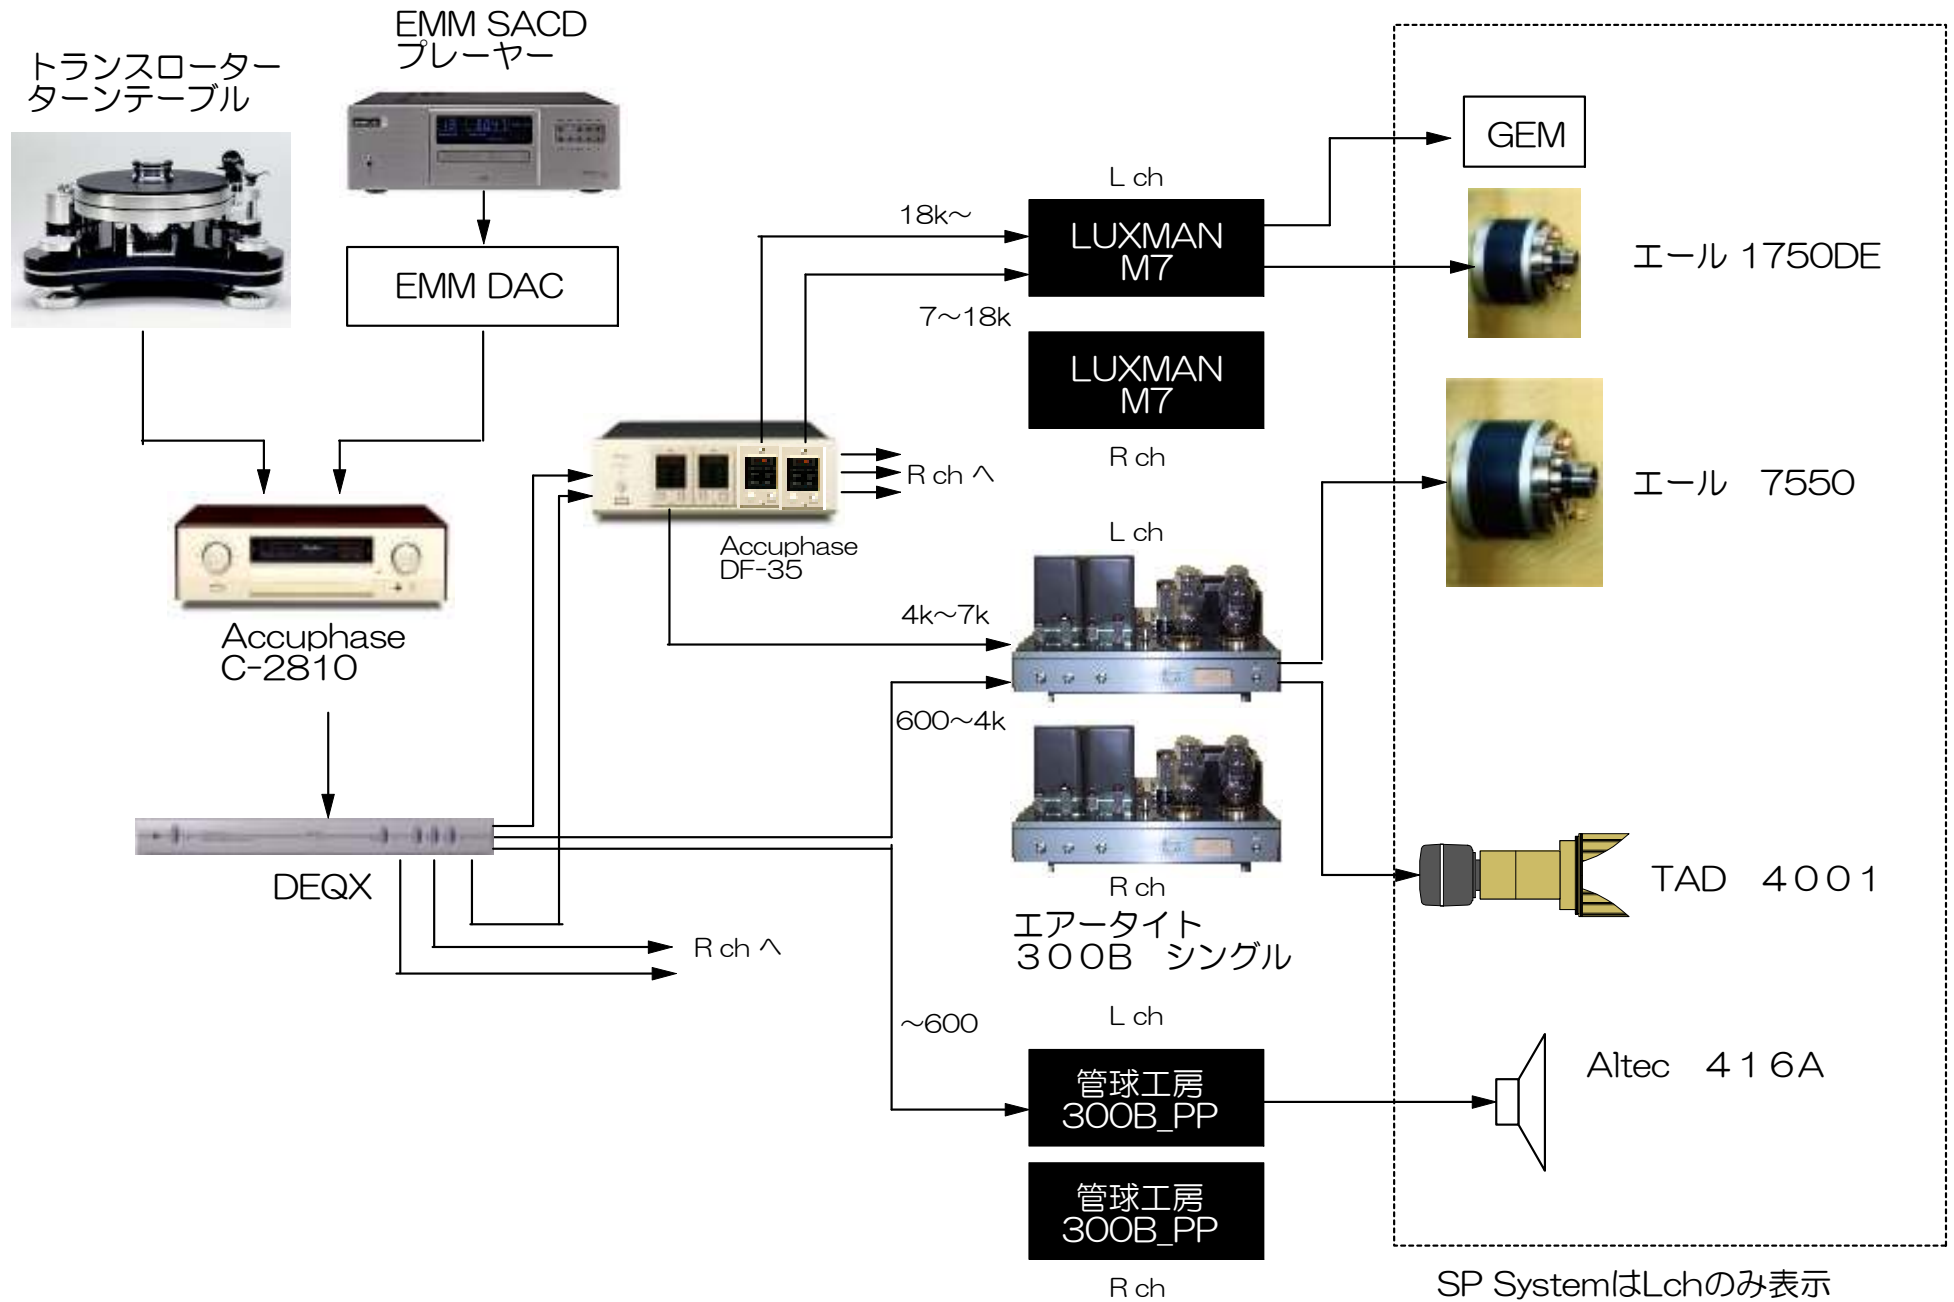 EMM SACD
プレーヤー
トランスローター
ターンテーブル
EMM DAC
Accuphase
C-2810
DEQX
R ch へ
Accuphase
DF-35
R ch へ
18k～
7～18k
4k～7k
600～4k
～600
L ch
LUXMAN
M7
LUXMAN
M7
R ch
L ch
R ch
エアータイト
３００B　シングル
L ch
管球工房
300B_PP
管球工房
300B_PP
R ch
GEM
エール 1750DE
エール　7550
TAD　４００１
Altec　４１６A
SP SystemはLchのみ表示